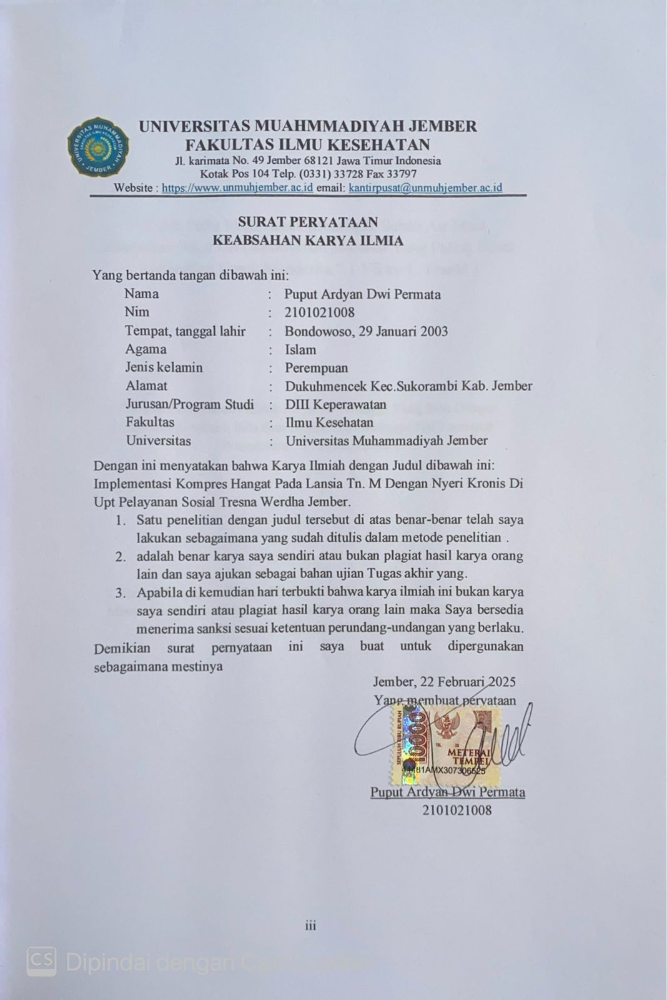 UNIVERSITAS MUHAMMADIYAH
FAKULTAS ILMU KESEHATAN
JEMBER
UNIVERSITAS MUAHMMADIYAH JEMBER
FAKULTAS ILMU KESEHATAN
Jl. karimata No. 49 Jember 68121 Jawa Timur Indonesia
Kotak Pos 104 Telp. (0331) 33728 Fax 33797
Website : https://www.unmuhjember.ac.id email: kantirpusat@unmuhjember.ac.id
SURAT PERYATAAN
KEABSAHAN KARYA ILMIA
Yang bertanda tangan dibawah ini:
Nama : Puput Ardyan Dwi Permata
Nim : 2101021008
Tempat, tanggal lahir : Bondowoso, 29 Januari 2003
Agama : Islam
Jenis kelamin : Perempuan
Alamat : Dukuhmencek Kec.Sukorambi Kab. Jember
Jurusan/Program Studi : DIII Keperawatan
Fakultas : Ilmu Kesehatan
Universitas : Universitas Muhammadiyah Jember
Dengan ini menyatakan bahwa Karya Ilmiah dengan Judul dibawah ini:
Implementasi Kompres Hangat Pada Lansia Tn. M Dengan Nyeri Kronis Di
Upt Pelayanan Sosial Tresna Werdha Jember.
1. Satu penelitian dengan judul tersebut di atas benar-benar telah saya
lakukan sebagaimana yang sudah ditulis dalam metode penelitian .
2. adalah benar karya saya sendiri atau bukan plagiat hasil karya orang
lain dan saya ajukan sebagai bahan ujian Tugas akhir yang.
3. Apabila di kemudian hari terbukti bahwa karya ilmiah ini bukan karya
saya sendiri atau plagiat hasil karya orang lain maka Saya bersedia
menerima sanksi sesuai ketentuan perundang-undangan yang berlaku.
Demikian surat pernyataan ini saya buat untuk dipergunakan
sebagaimana mestinya
Jember, 22 Februari 2025
Yang membuat peryataan
SEPULUH RIBU RUPIAH
10000
TGL. 20
METERAI
TEMPEL
AMX307306525
Puput Ardyan Dwi Permata
2101021008
iii
CS Dipindai dengan CamScanner